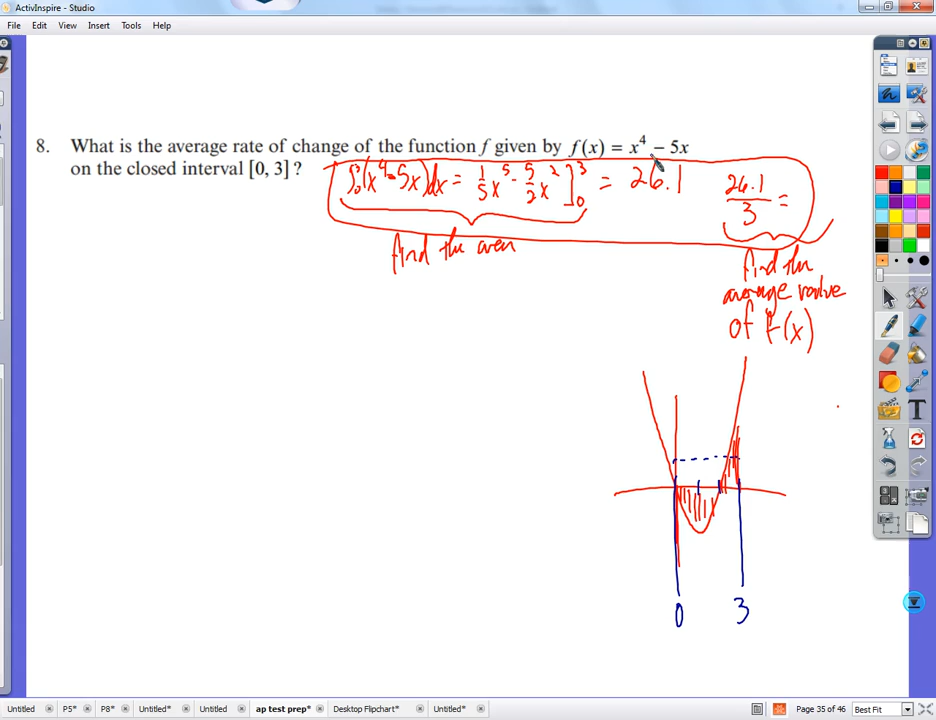 ActivInspire - Studio
File Edit View Insert Tools Help
8. What is the average rate of change of the function f given by f(x) = x⁴ − 5x
on the closed interval [0, 3] ?
∫₀³(x⁴-5x)dx = 1/5 x⁵ - 5/2 x² ]₀³ = 26.1
26.1/3 =
find the area
find the
average value
of f(x)
0 3
Untitled P5* P8* Untitled* Untitled ap test prep* Desktop Flipchart* Untitled* Page 35 of 46 Best Fit